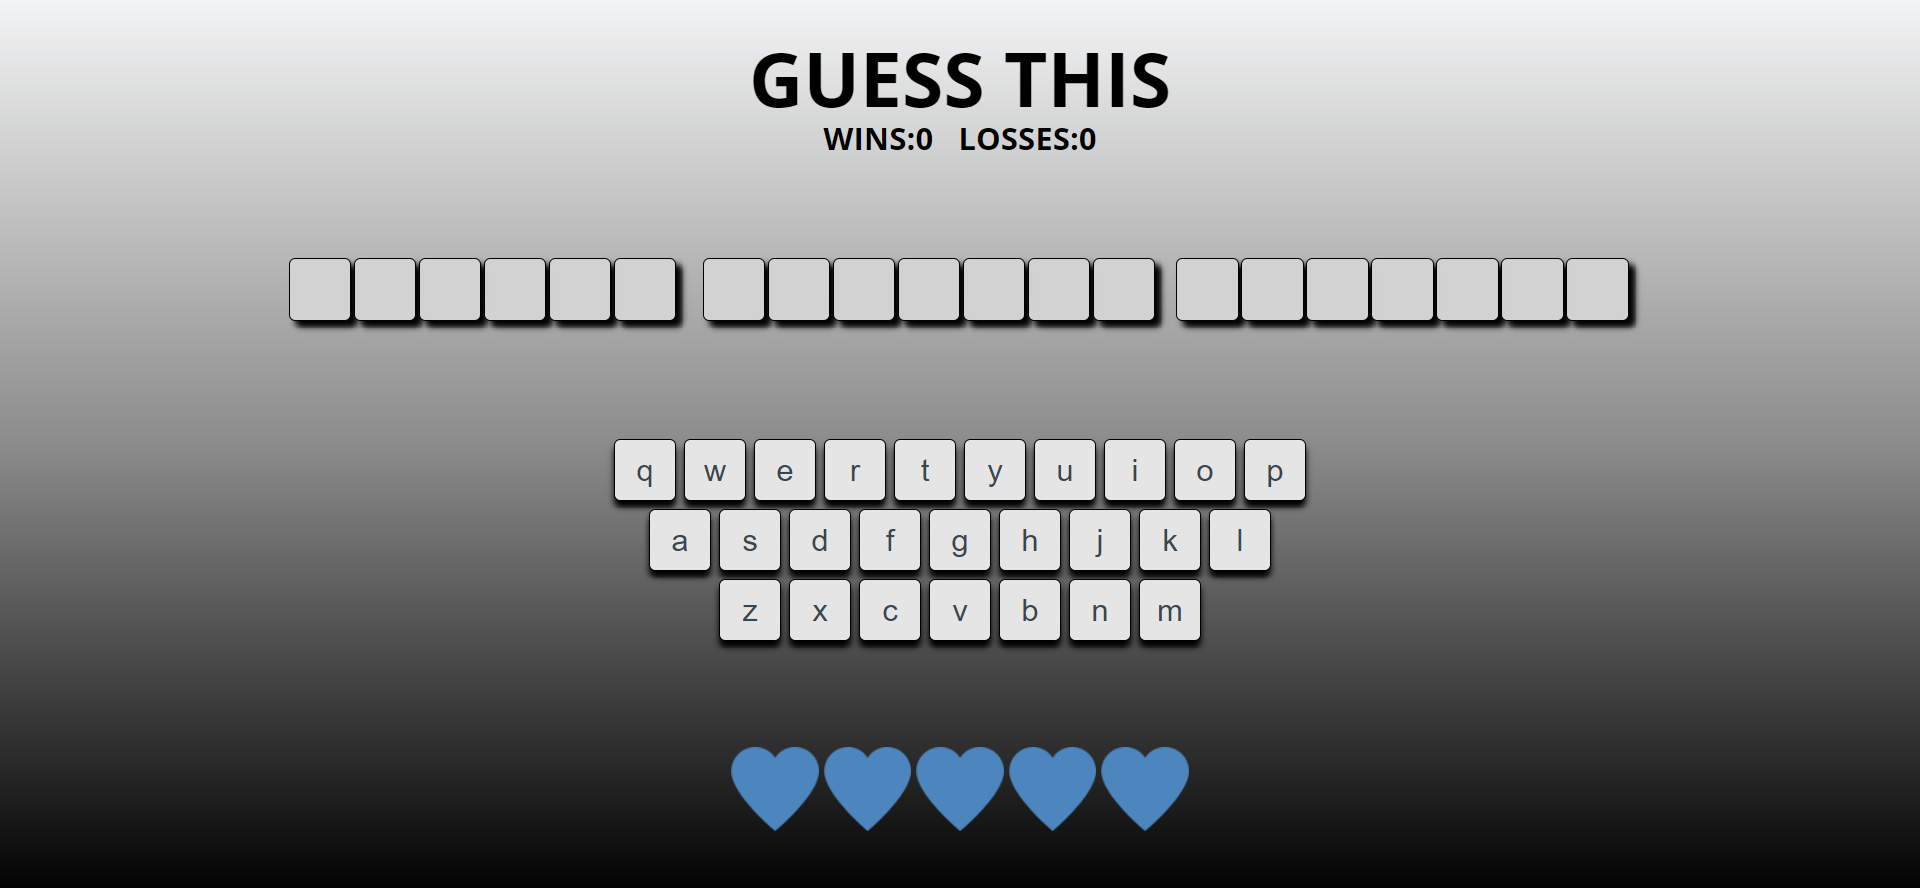 GUESS THIS
WINS:0 LOSSES:0
q w e r t y u i o p
a s d f g h j k l
z x c v b n m